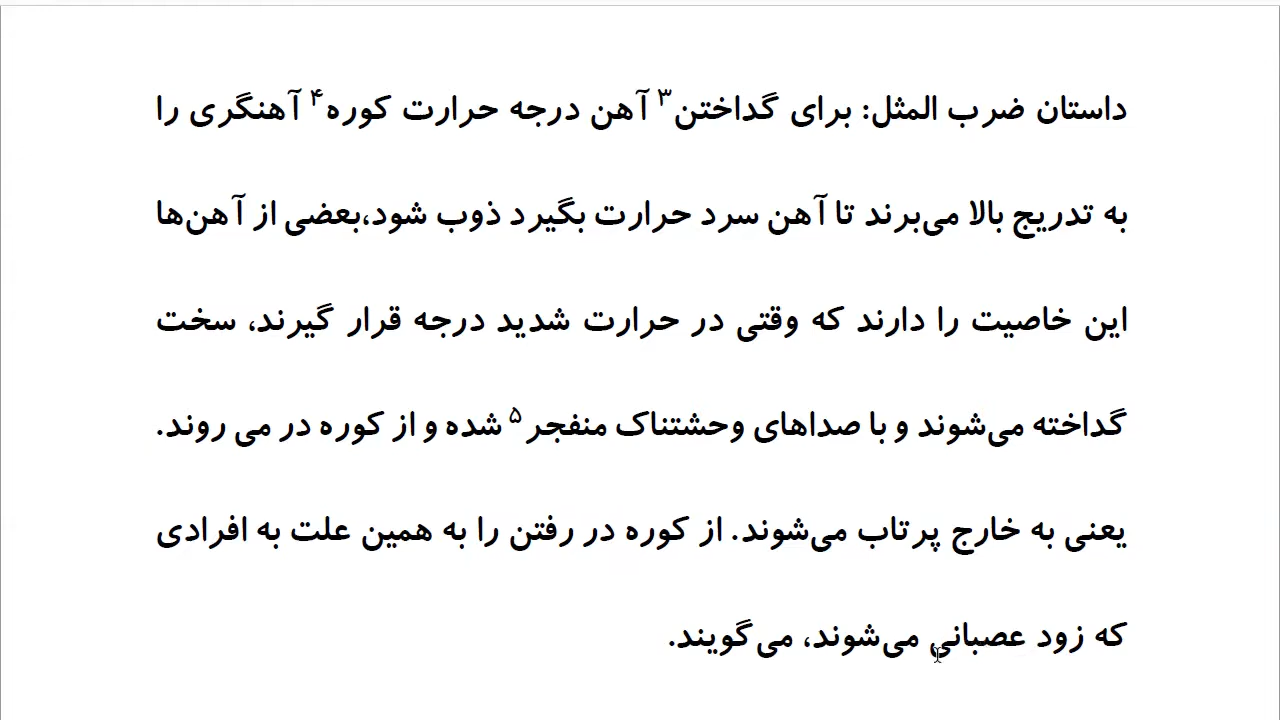 داستان ضرب المثل: برای گداختن۳ آهن درجه حرارت کوره۴ آهنگری را
به تدریج بالا می‌برند تا آهن سرد حرارت بگیرد ذوب شود،بعضی از آهن‌ها
این خاصیت را دارند که وقتی در حرارت شدید درجه قرار گیرند، سخت
گداخته می‌شوند و با صداهای وحشتناک منفجر۵ شده و از کوره در می روند.
یعنی به خارج پرتاب می‌شوند. از کوره در رفتن را به همین علت به افرادی
که زود عصبانی می‌شوند، می‌گویند.